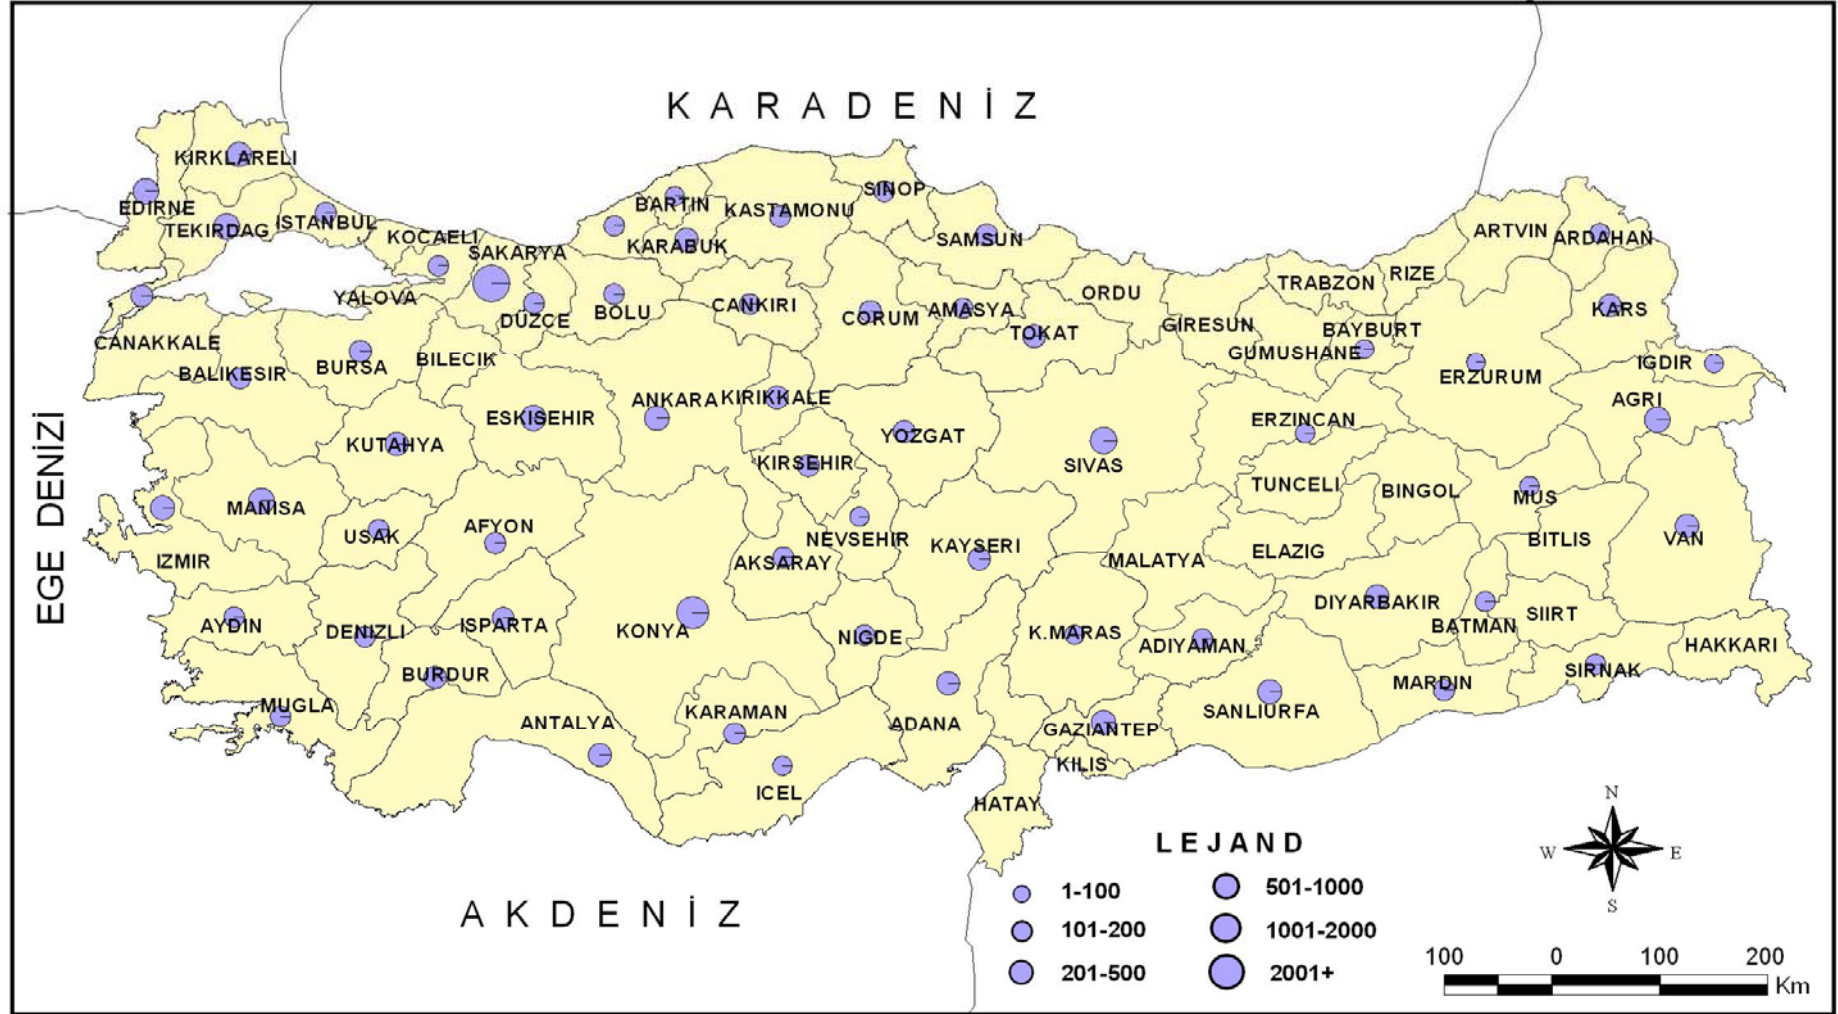 K A R A D E N İ Z
KIRKLARELI
SINOP
EDIRNE
BARTIN
KASTAMONU
TEKIRDAG
ISTANBUL
KOCAELI
SAKARYA
KARABUK
SAMSUN
ARTVIN
ARDAHAN
YALOVA
DÜZCE
BOLU
CANKIRI
CORUM
AMASYA
TOKAT
ORDU
GİRESUN
TRABZON
RIZE
BAYBURT
GUMUSHANE
KARS
CANAKKALE
BALIKESIR
BURSA
BILECIK
ERZURUM
IGDIR
AGRI
ANKARA
KIRIKKALE
ESKISEHIR
KUTAHYA
YOZGAT
ERZINCAN
KIRSEHIR
SIVAS
TUNCELI
BINGOL
MUS
MANISA
USAK
AFYON
NEVSEHIR
KAYSERI
BITLIS
VAN
EGE DENİZİ
IZMIR
AKSARAY
MALATYA
ELAZIG
AYDIN
DENIZLI
ISPARTA
KONYA
NIGDE
K.MARAS
ADIYAMAN
DIYARBAKIR
BATMAN
SIIRT
HAKKARI
BURDUR
MARDIN
SIRNAK
MUGLA
ANTALYA
KARAMAN
ADANA
GAZIANTEP
SANLIURFA
KILIS
ICEL
HATAY
A K D E N İ Z
L E J A N D
1-100
501-1000
101-200
1001-2000
201-500
2001+
N
W
E
S
100 0 100 200
Km